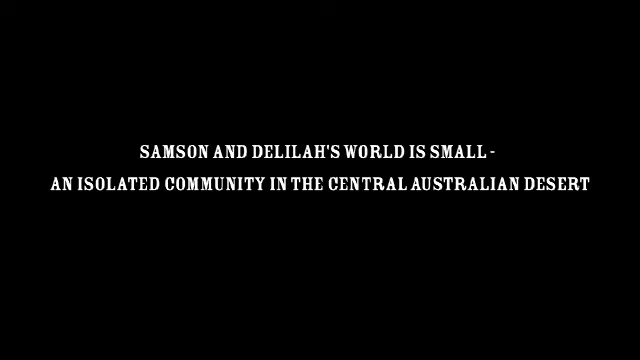 SAMSON AND DELILAH'S WORLD IS SMALL -
AN ISOLATED COMMUNITY IN THE CENTRAL AUSTRALIAN DESERT